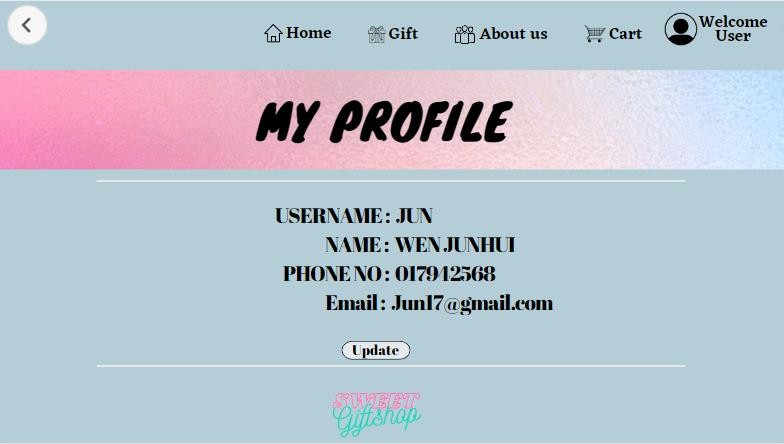 Home Gift About us Cart Welcome
User
MY PROFILE
USERNAME : JUN
NAME : WEN JUNHUI
PHONE NO : 017942568
Email : Jun17@gmail.com
Update
SWEET
Giftshop